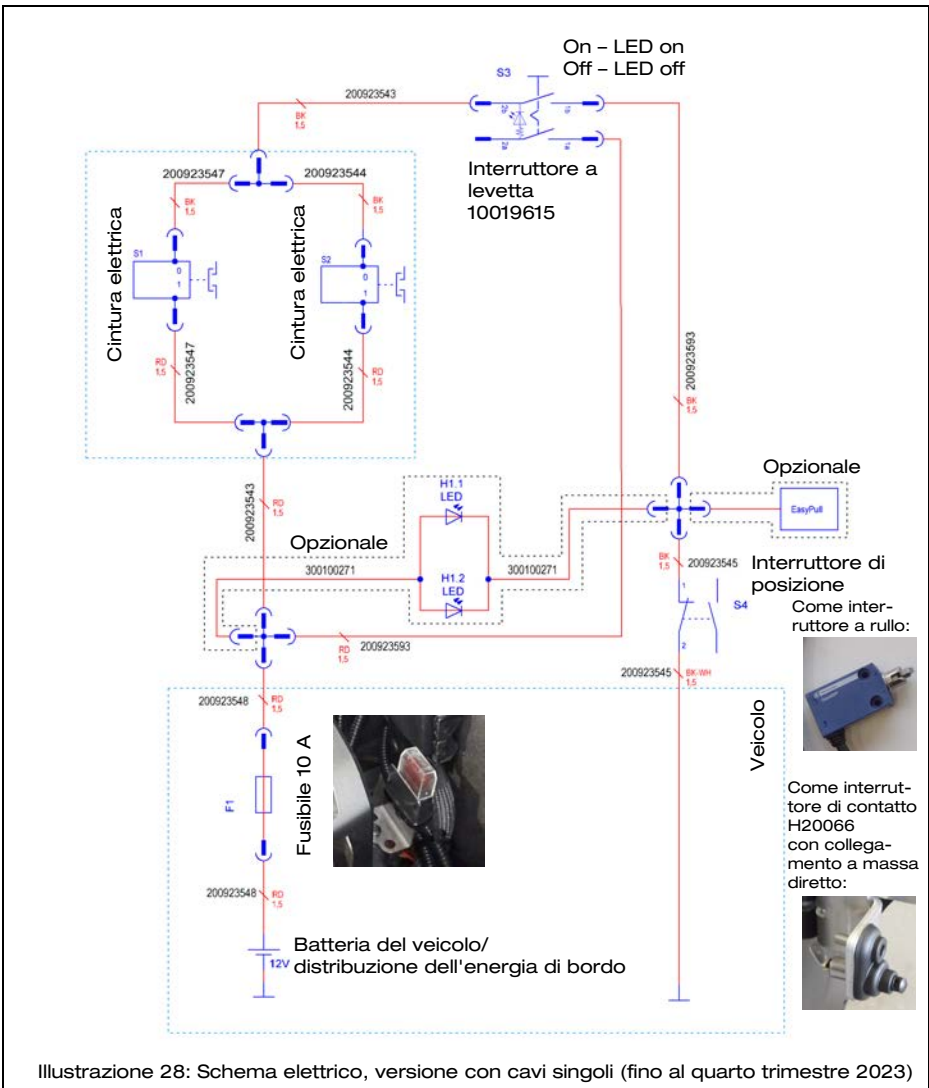 On – LED on
Off – LED off
S3
200923543
BK
1,5
2b
1b
2a
1a
Interruttore a
levetta
10019615
200923547
200923544
BK
1,5
BK
1,5
Cintura elettrica
S1
0
1
Cintura elettrica
S2
0
1
RD
1,5
200923547
200923544
RD
1,5
200923593
BK
1,5
200923543
RD
1,5
H1.1
LED
Opzionale
300100271
H1.2
LED
300100271
Opzionale
EasyPull
BK
1,5
200923545
Interruttore di
posizione
1
2
S4
Come inter-
ruttore a rullo:
RD
1,5
200923593
200923548
RD
1,5
200923545
BK-WH
1,5
Veicolo
F1
Fusibile 10 A
Come interrut-
tore di contatto
H20066
con collega-
mento a massa
diretto:
200923548
RD
1,5
12V
Batteria del veicolo/
distribuzione dell'energia di bordo
Illustrazione 28: Schema elettrico, versione con cavi singoli (fino al quarto trimestre 2023)